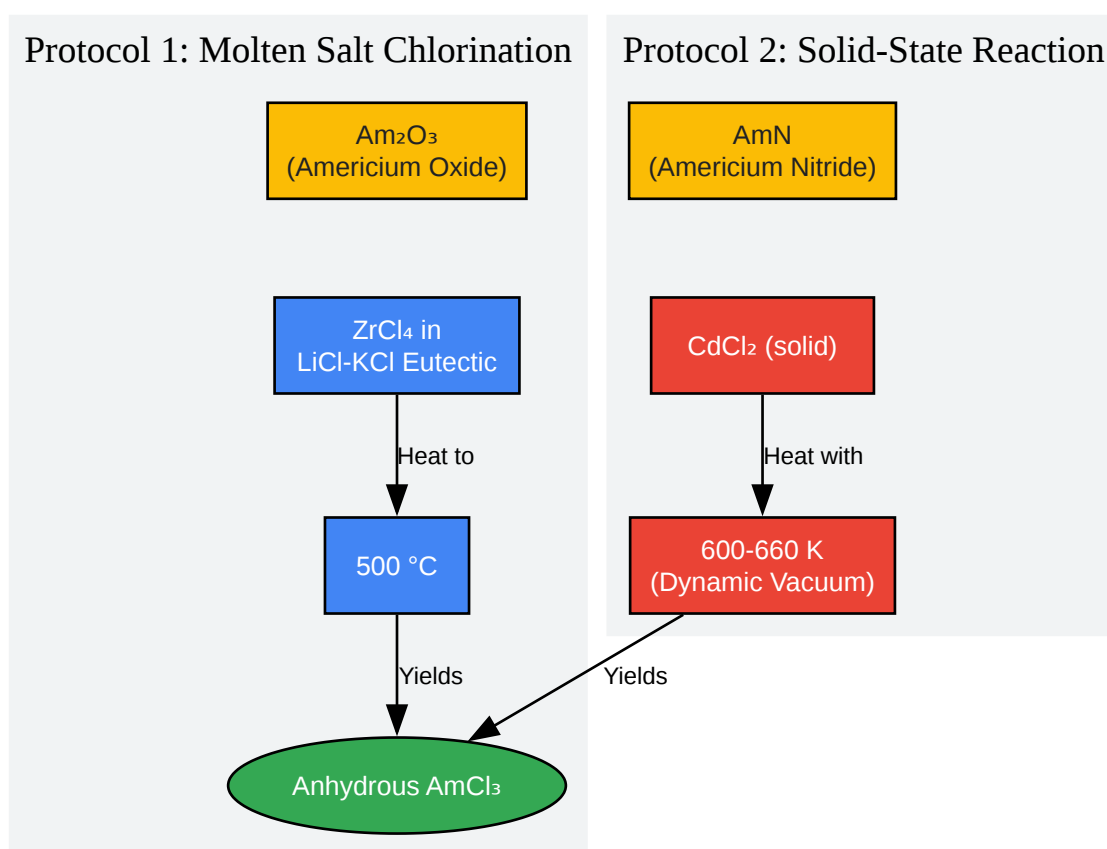 Protocol 1: Molten Salt Chlorination
Am₂O₃
(Americium Oxide)
ZrCl₄ in
LiCl-KCl Eutectic
Heat to
500 °C
Yields
Anhydrous AmCl₃
Protocol 2: Solid-State Reaction
AmN
(Americium Nitride)
CdCl₂ (solid)
Heat with
600-660 K
(Dynamic Vacuum)
Yields